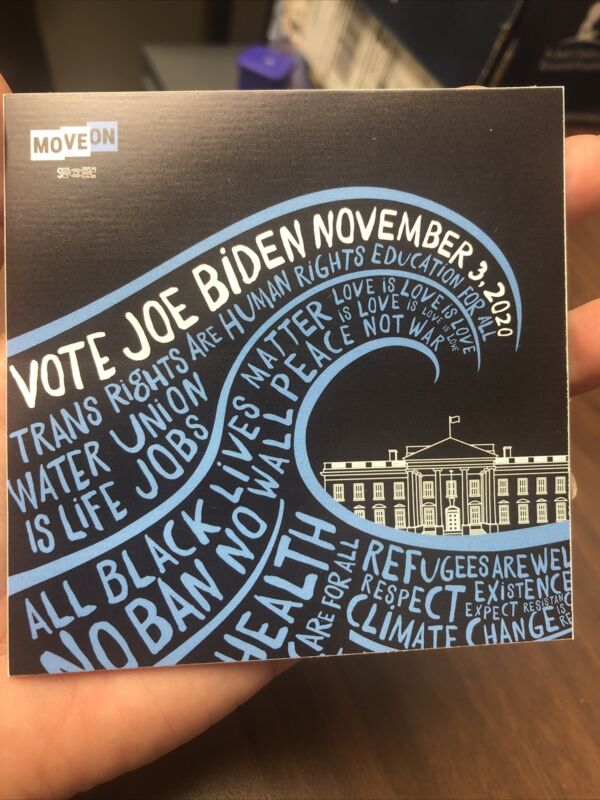 MOVEON
VOTE JOE BIDEN NOVEMBER 3, 2020
TRANS RIGHTS ARE HUMAN RIGHTS EDUCATION FOR ALL
WATER UNION
IS LIFE JOBS
ALL BLACK LIVES MATTER
LOVE IS LOVE IS LOVE
IS LOVE IS LOVE IS LOVE
NO BAN NO WALL PEACE NOT WAR
HEALTH
CARE FOR ALL
REFUGEES ARE WEL
RESPECT EXISTENCE
EXPECT RESISTANC
CLIMATE CHANGE IS
RE